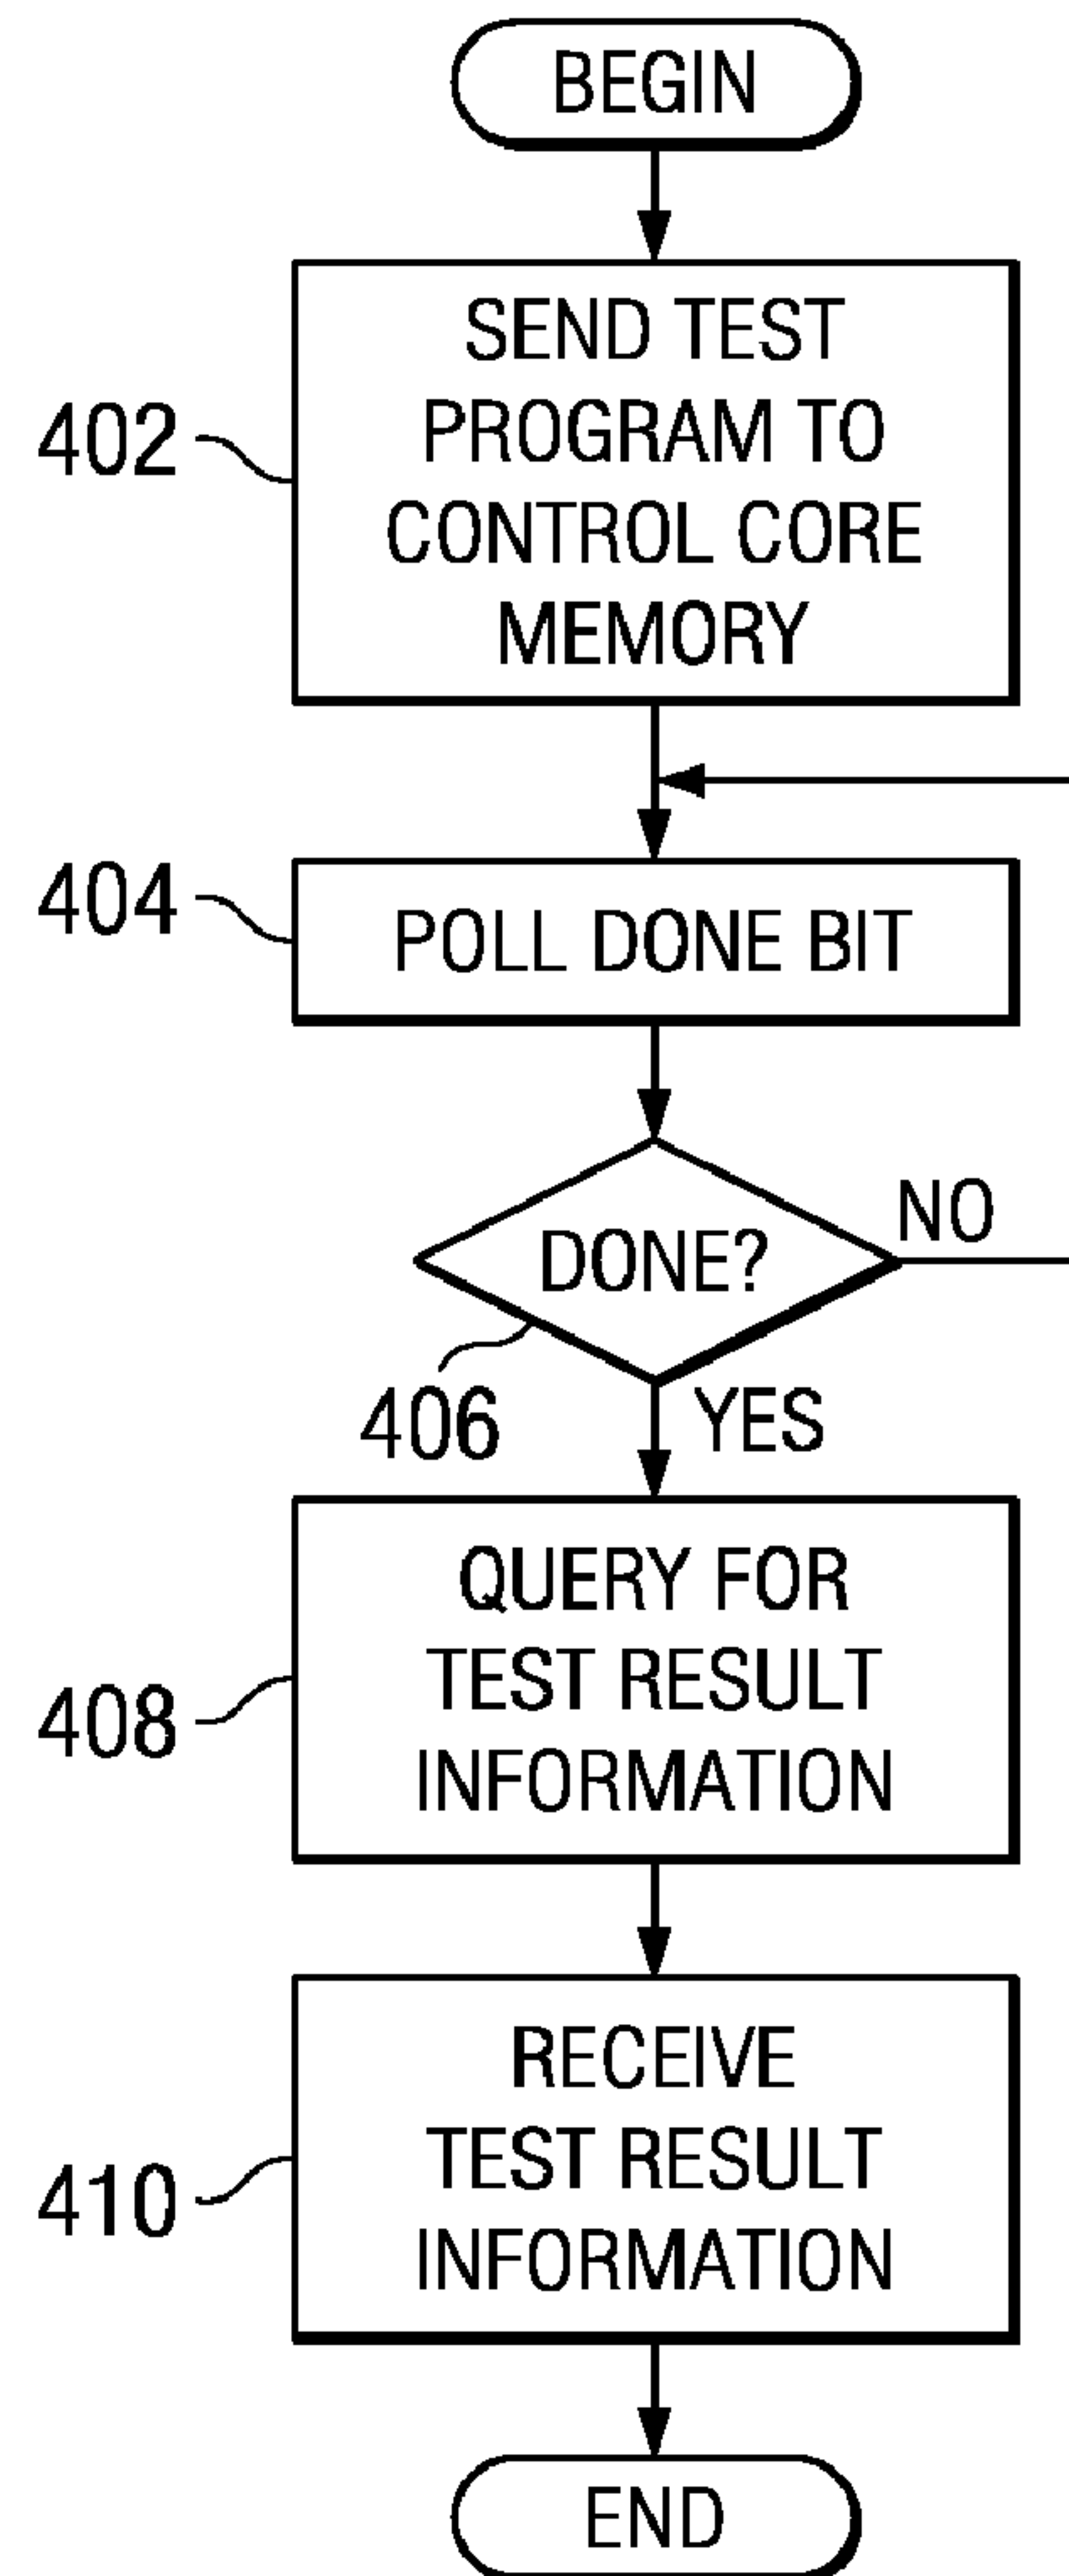 BEGIN
402
SEND TEST
PROGRAM TO
CONTROL CORE
MEMORY
404
POLL DONE BIT
DONE?
NO
406
YES
408
QUERY FOR
TEST RESULT
INFORMATION
410
RECEIVE
TEST RESULT
INFORMATION
END